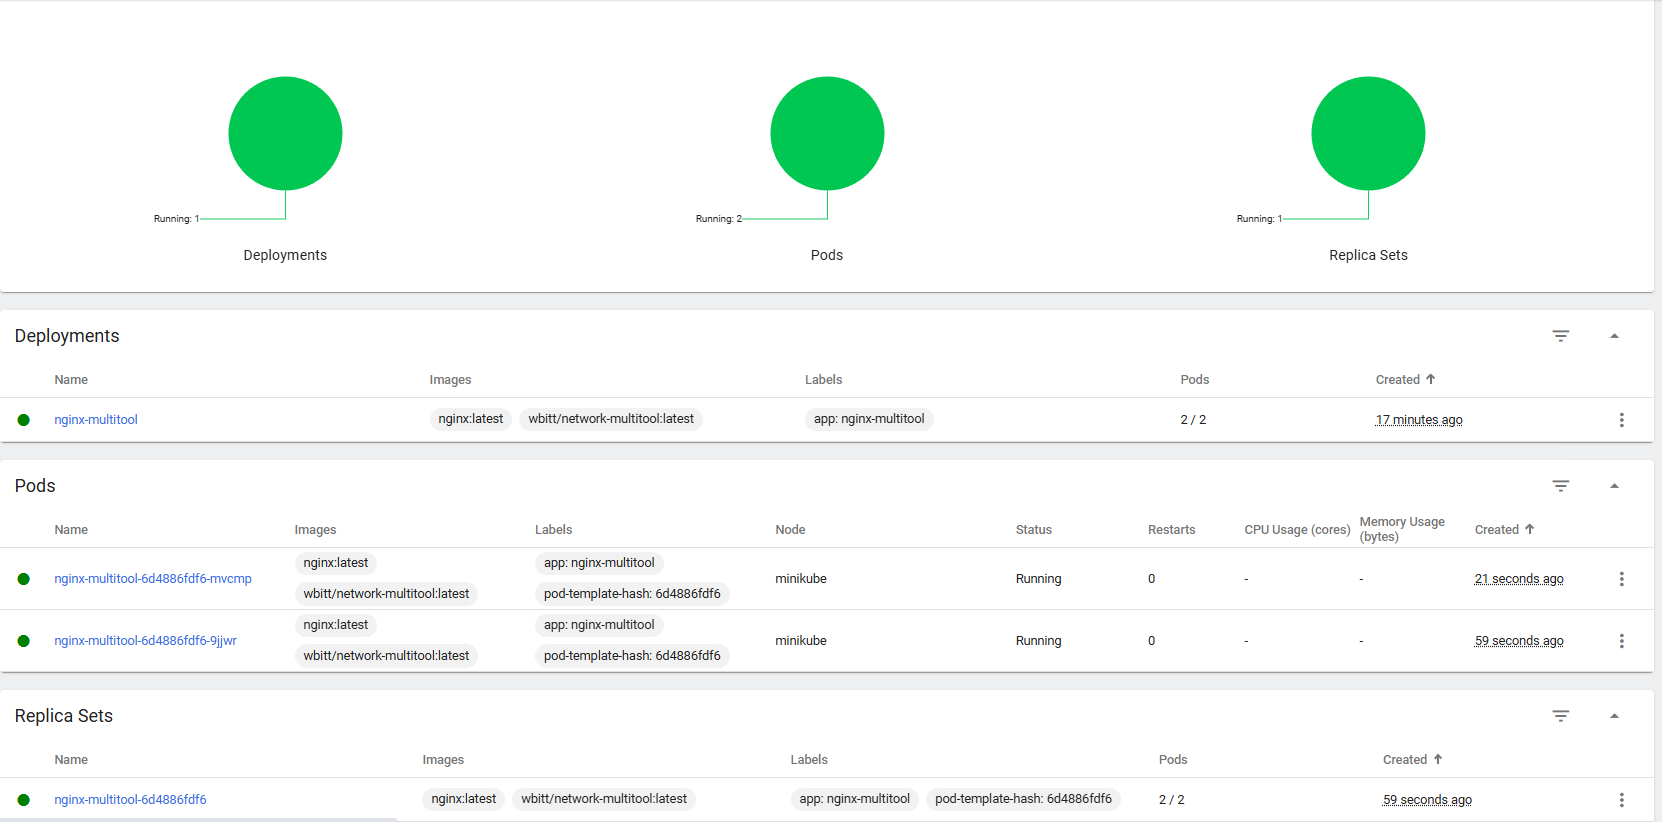 Running: 1
Running: 2
Running: 1
Deployments
Pods
Replica Sets
Deployments
Name Images Labels Pods Created
nginx-multitool nginx:latest wbitt/network-multitool:latest app: nginx-multitool 2 / 2 17 minutes ago
Pods
Name Images Labels Node Status Restarts CPU Usage (cores) Memory Usage (bytes) Created
nginx:latest app: nginx-multitool
nginx-multitool-6d4886fdf6-mvcmp minikube Running 0 - - 21 seconds ago
wbitt/network-multitool:latest pod-template-hash: 6d4886fdf6
nginx:latest app: nginx-multitool
nginx-multitool-6d4886fdf6-9jjwr minikube Running 0 - - 59 seconds ago
wbitt/network-multitool:latest pod-template-hash: 6d4886fdf6
Replica Sets
Name Images Labels Pods Created
nginx-multitool-6d4886fdf6 nginx:latest wbitt/network-multitool:latest app: nginx-multitool pod-template-hash: 6d4886fdf6 2 / 2 59 seconds ago